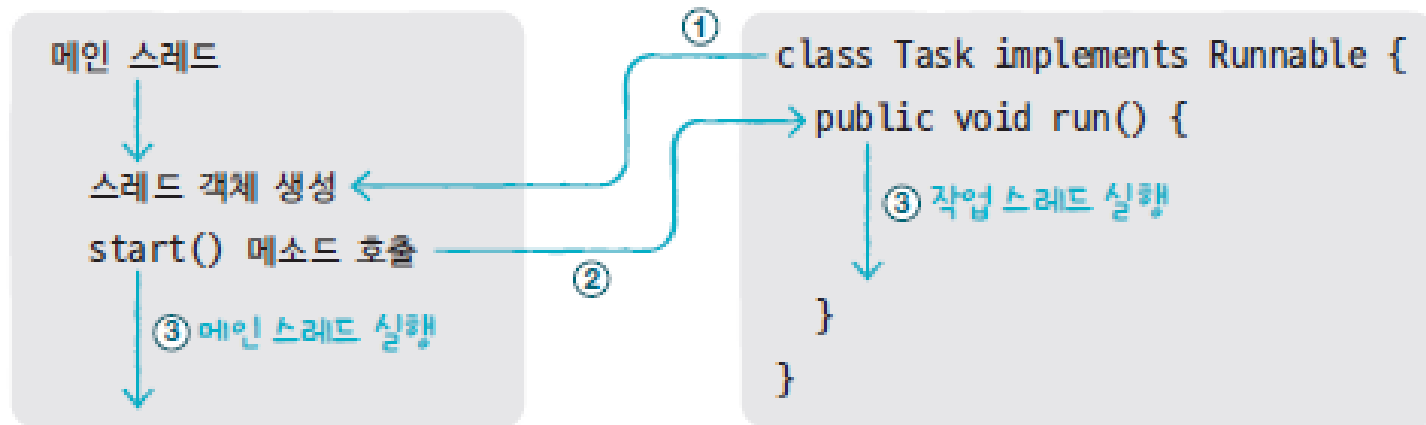 메인 스레드
스레드 객체 생성
start() 메소드 호출
③ 메인 스레드 실행
①
②
class Task implements Runnable {
public void run() {
③ 작업 스레드 실행
}
}